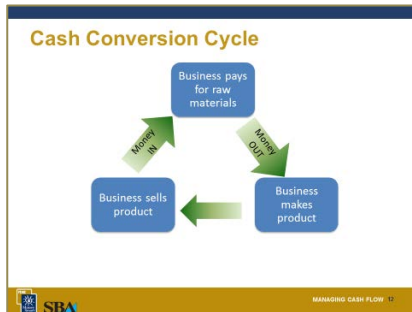 Cash Conversion Cycle
Business pays
for raw
materials
Money
IN
Money
OUT
Business sells
product
Business
makes
product
SBA
MANAGING CASH FLOW 12